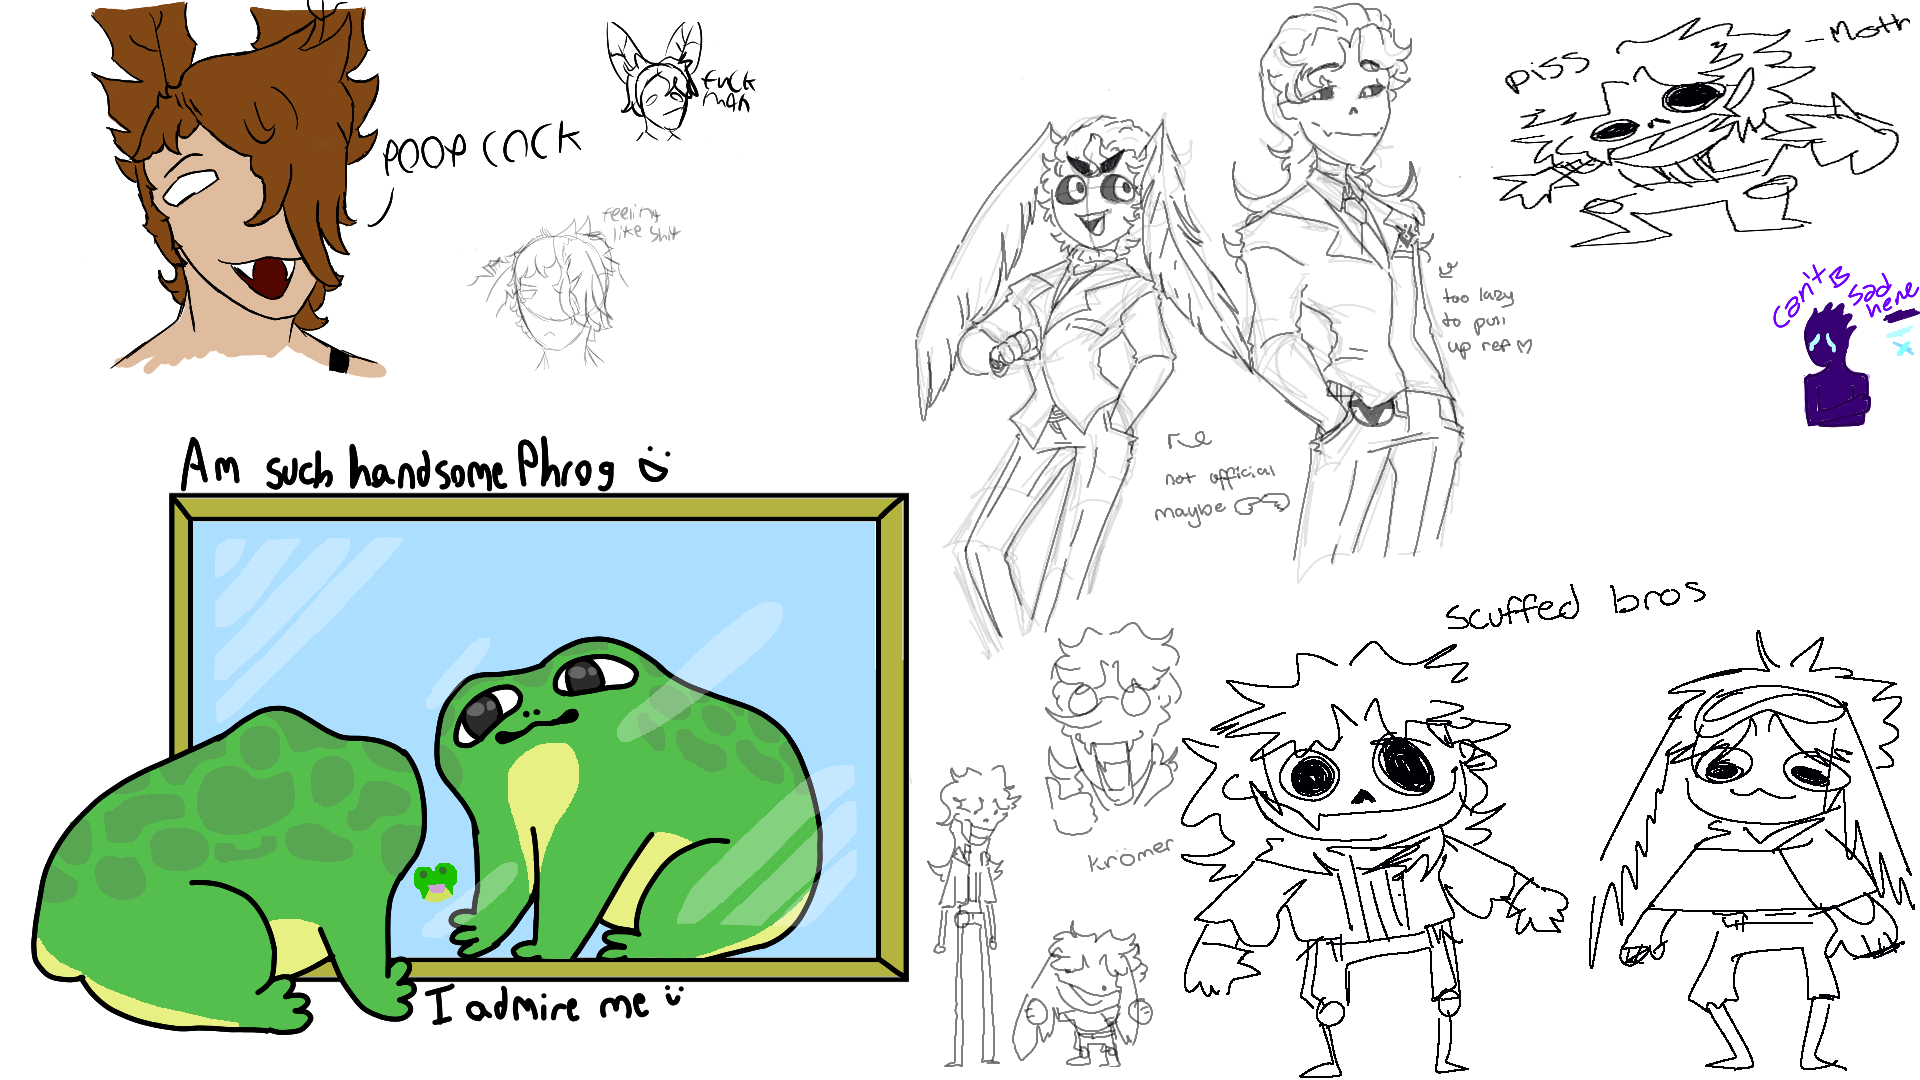 POOP COCK
FUCK
MAN
feeling
like shit
Am such handsome Phrog
I admire me
too lazy
to pull
up ref
not official
maybe
piss
-Moth
can't B
sad
here
scuffed bros
krömer